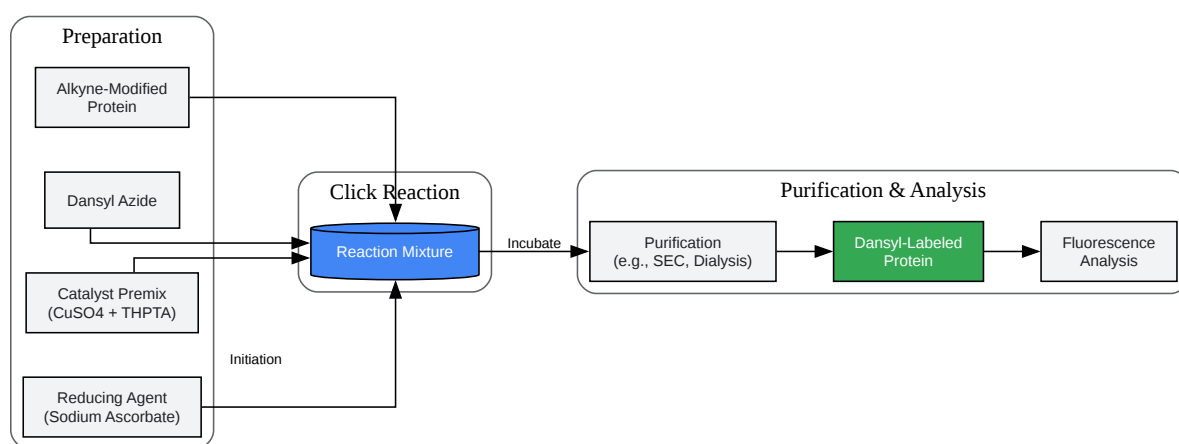 Preparation
Alkyne-Modified
Protein
Dansyl Azide
Catalyst Premix
(CuSO4 + THPTA)
Reducing Agent
(Sodium Ascorbate)
Initiation
Click Reaction
Reaction Mixture
Incubate
Purification & Analysis
Purification
(e.g., SEC, Dialysis)
Dansyl-Labeled
Protein
Fluorescence
Analysis